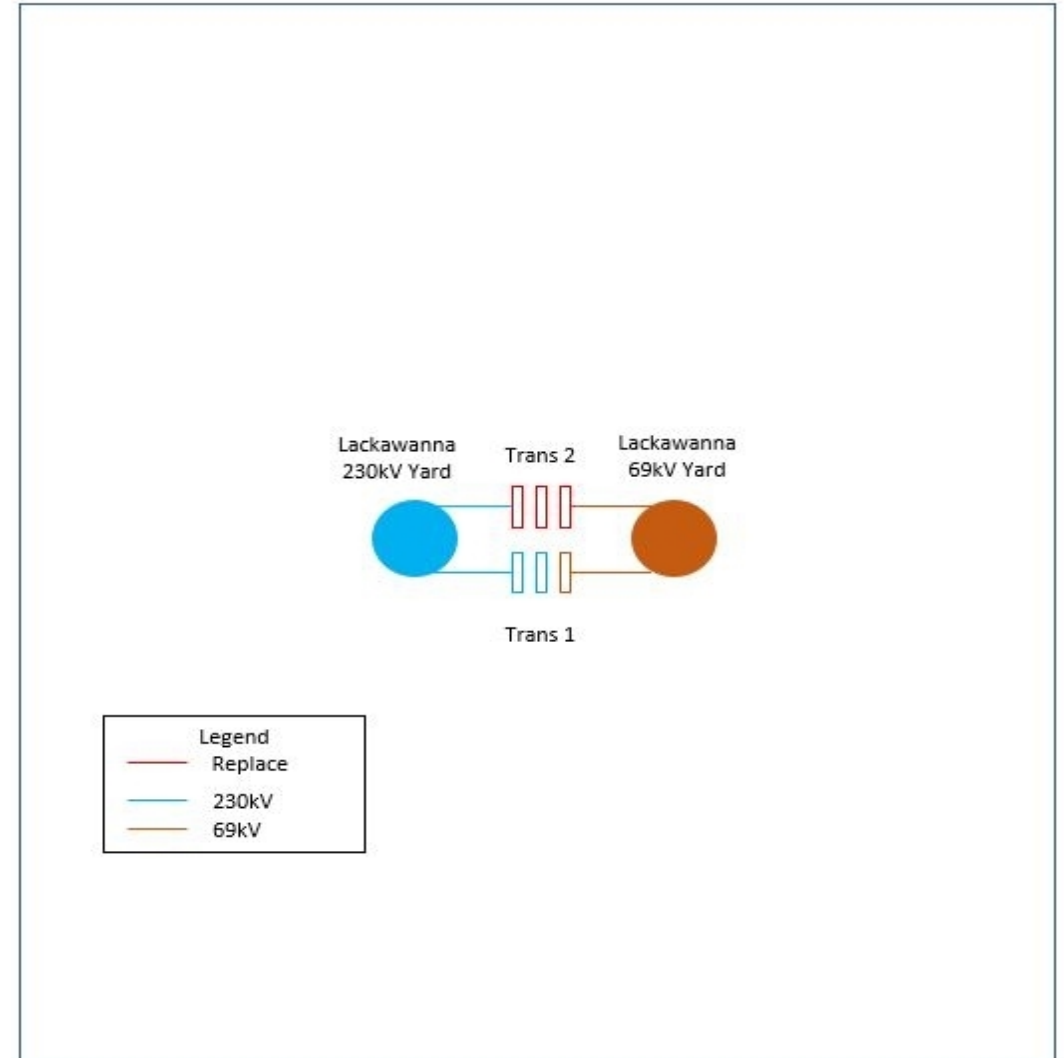 Lackawanna
230kV Yard
Trans 2
Lackawanna
69kV Yard
Trans 1
Legend
Replace
230kV
69kV